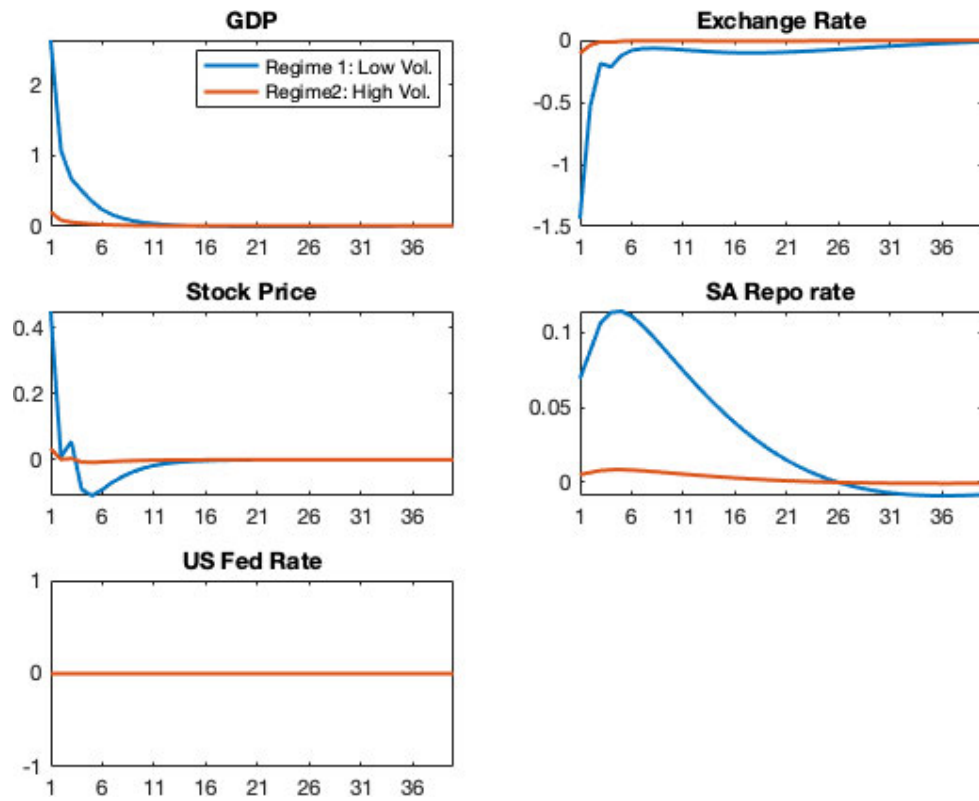 GDP
2
1
0
1 6 11 16 21 26 31 36
Regime 1: Low Vol.
Regime2: High Vol.
Exchange Rate
0
-0.5
-1
-1.5
1 6 11 16 21 26 31 36
Stock Price
0.4
0.2
0
1 6 11 16 21 26 31 36
SA Repo rate
0.1
0.05
0
1 6 11 16 21 26 31 36
US Fed Rate
1
0
-1
1 6 11 16 21 26 31 36